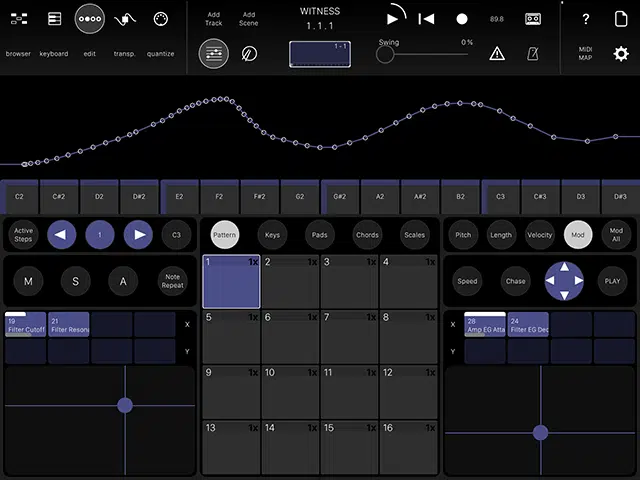 Add Track
Add Scene
WITNESS
1.1.1
89.8
?
browser
keyboard
edit
transp.
quantize
1 - 1
Swing
0 %
MIDI MAP
C2
C#2
D2
D#2
E2
F2
F#2
G2
G#2
A2
A#2
B2
C3
C#3
D3
D#3
Active Steps
1
C3
Pattern
Keys
Pads
Chords
Scales
Pitch
Length
Velocity
Mod
Mod All
M
S
A
Note Repeat
1 1x
2 1x
3 1x
4 1x
Speed
Chase
PLAY
19
Filter Cutoff
21
Filter Resona
X
Y
5 1x
6 1x
7 1x
8 1x
X
Y
28
Amp EG Atta
24
Filter EG Dec
9 1x
10 1x
11 1x
12 1x
13 1x
14 1x
15 1x
16 1x